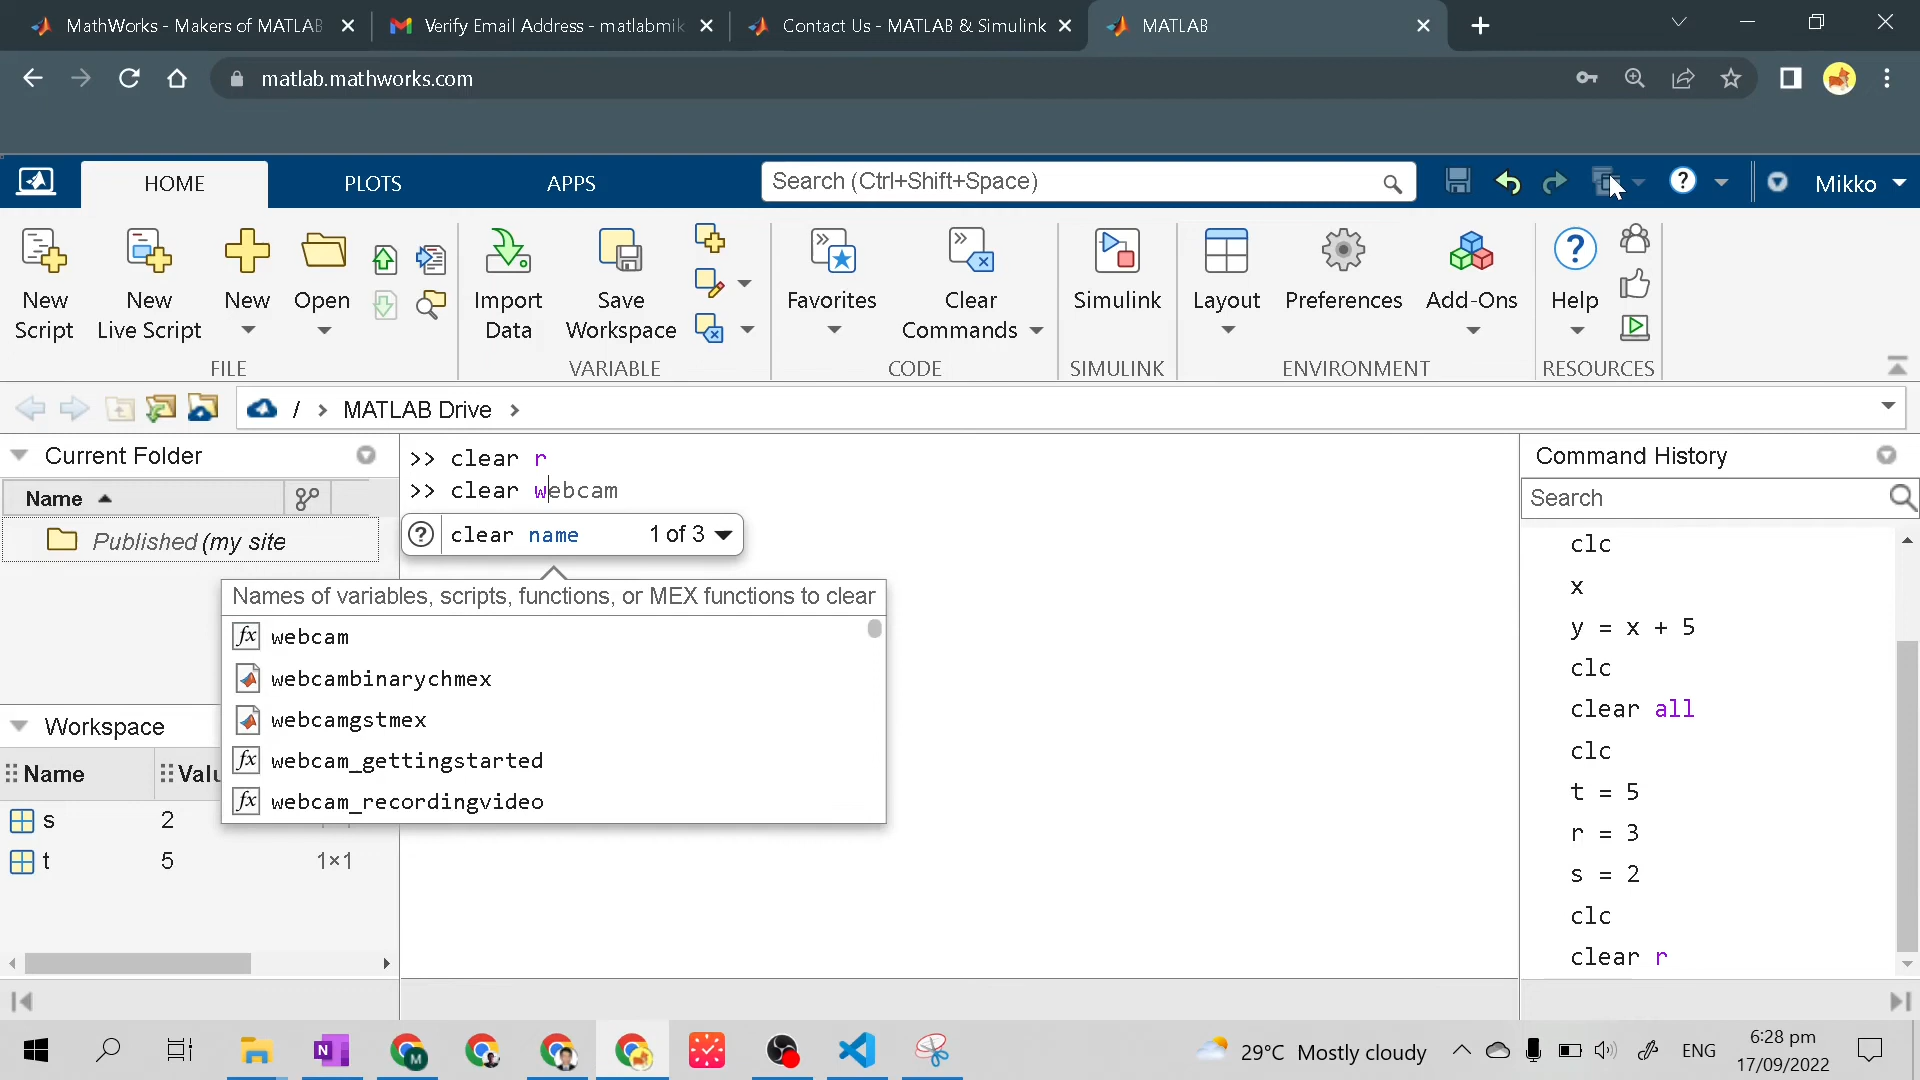 MathWorks - Makers of MATLAB
Verify Email Address - matlabmik
Contact Us - MATLAB & Simulink
MATLAB
matlab.mathworks.com
HOME
PLOTS
APPS
Search (Ctrl+Shift+Space)
Mikko
New Script
New Live Script
New
Open
Import Data
Save Workspace
Favorites
Clear Commands
Simulink
Layout
Preferences
Add-Ons
Help
FILE
VARIABLE
CODE
SIMULINK
ENVIRONMENT
RESOURCES
/ > MATLAB Drive >
Current Folder
Name
Published (my site
Workspace
Name
Valu
s 2
t 5 1×1
>> clear r
>> clear webcam
clear name 1 of 3
Names of variables, scripts, functions, or MEX functions to clear
fx webcam
webcambinarychmex
webcamgstmex
fx webcam_gettingstarted
fx webcam_recordingvideo
Command History
Search
clc
x
y = x + 5
clc
clear all
clc
t = 5
r = 3
s = 2
clc
clear r
29°C Mostly cloudy
ENG
6:28 pm
17/09/2022